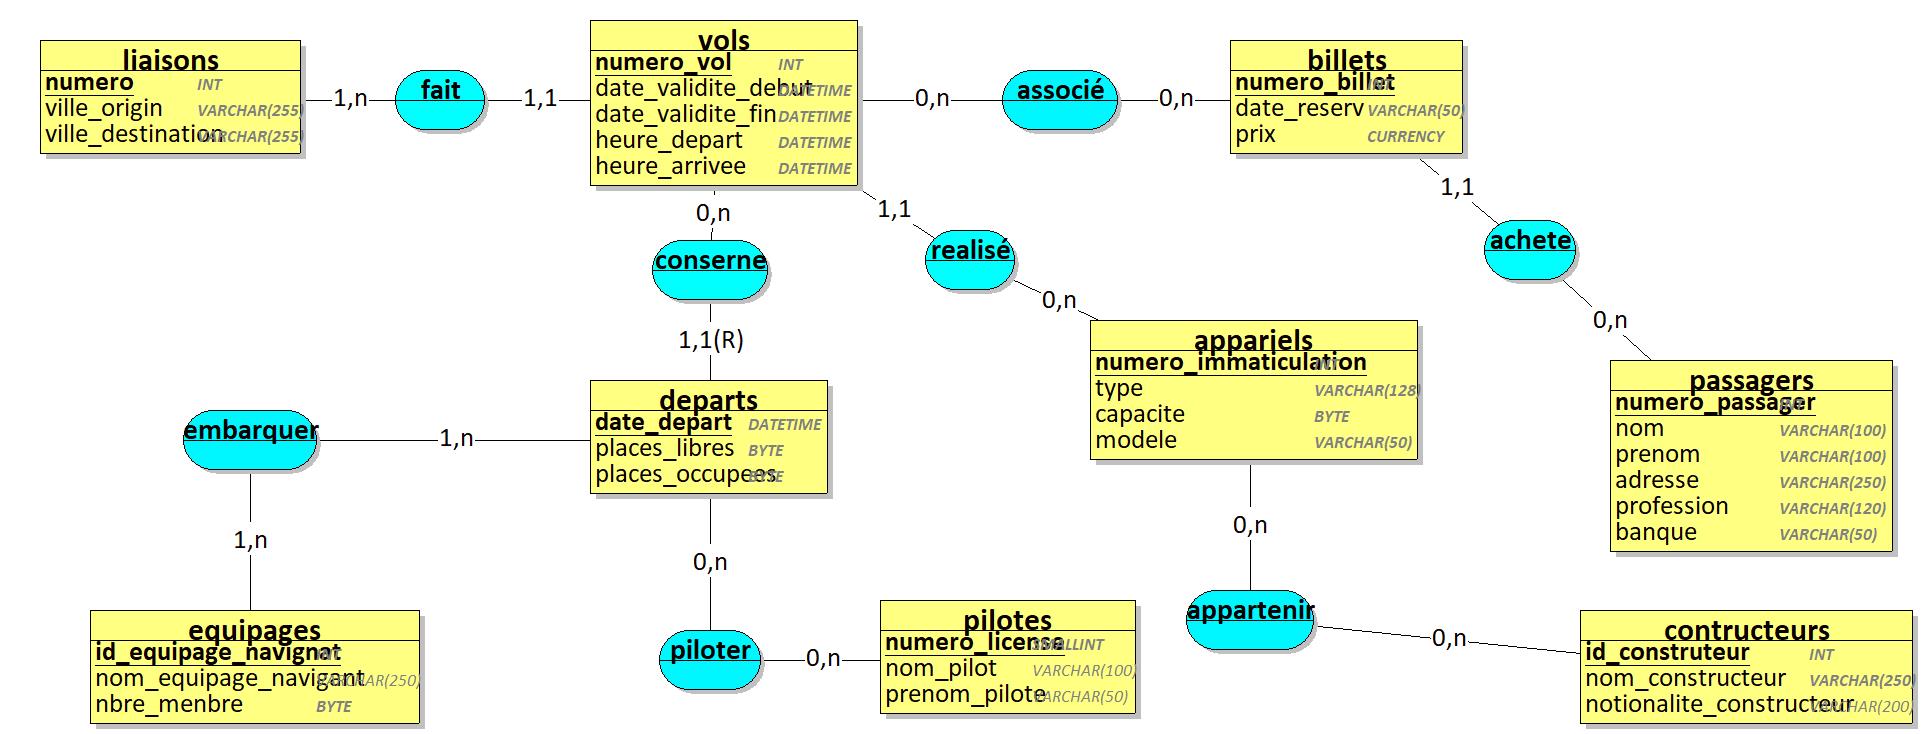 liaisons
numero INT
ville_origin VARCHAR(255)
ville_destination VARCHAR(255)
1,n
fait
1,1
vols
numero_vol INT
date_validite_debut DATETIME
date_validite_fin DATETIME
heure_depart DATETIME
heure_arrivee DATETIME
0,n
associé
0,n
billets
numero_billet INT
date_reserv VARCHAR(50)
prix CURRENCY
0,n
conserne
1,1(R)
1,1
realisé
0,n
1,1
achete
0,n
appariels
numero_immaticulation INT
type VARCHAR(128)
capacite BYTE
modele VARCHAR(50)
passagers
numero_passager INT
nom VARCHAR(100)
prenom VARCHAR(100)
adresse VARCHAR(250)
profession VARCHAR(120)
banque VARCHAR(50)
departs
date_depart DATETIME
places_libres BYTE
places_occupees BYTE
embarquer
1,n
1,n
0,n
0,n
equipages
id_equipage_navignat INT
nom_equipage_navigant VARCHAR(250)
nbre_menbre BYTE
piloter
0,n
pilotes
numero_license SMALLINT
nom_pilot VARCHAR(100)
prenom_pilote VARCHAR(50)
appartenir
0,n
contructeurs
id_construteur INT
nom_constructeur VARCHAR(250)
notionalite_constructeur VARCHAR(200)